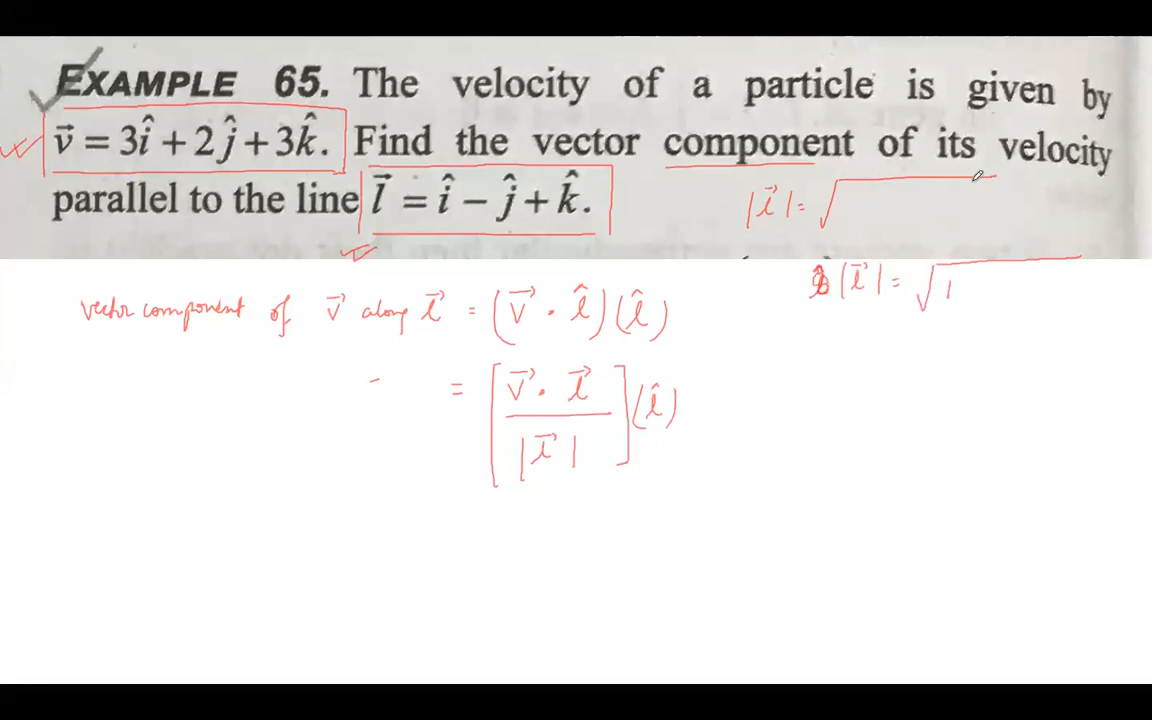 EXAMPLE 65. The velocity of a particle is given by
v⃗ = 3î + 2ĵ + 3k̂. Find the vector component of its velocity
parallel to the line l⃗ = î − ĵ + k̂.
|l⃗| = √
|l⃗| = √1
vector component of v⃗ along l⃗ = (v⃗ · l̂)(l̂)
= [v⃗ · l⃗ / |l⃗|](l̂)